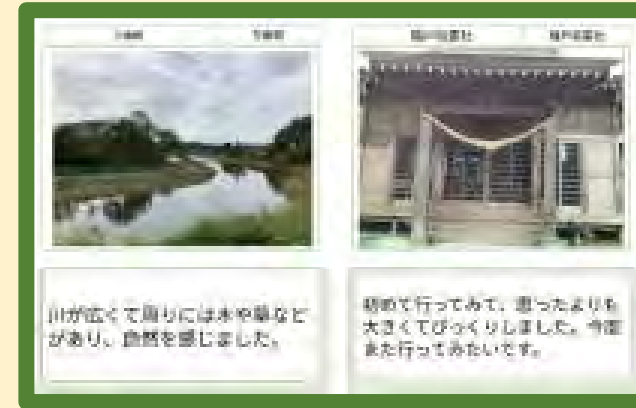 川が広くて周りには木や草など
があり、自然を感じました。
初めて行ってみて、思ったよりも
大きくてびっくりしました。今度
また行ってみたいです。